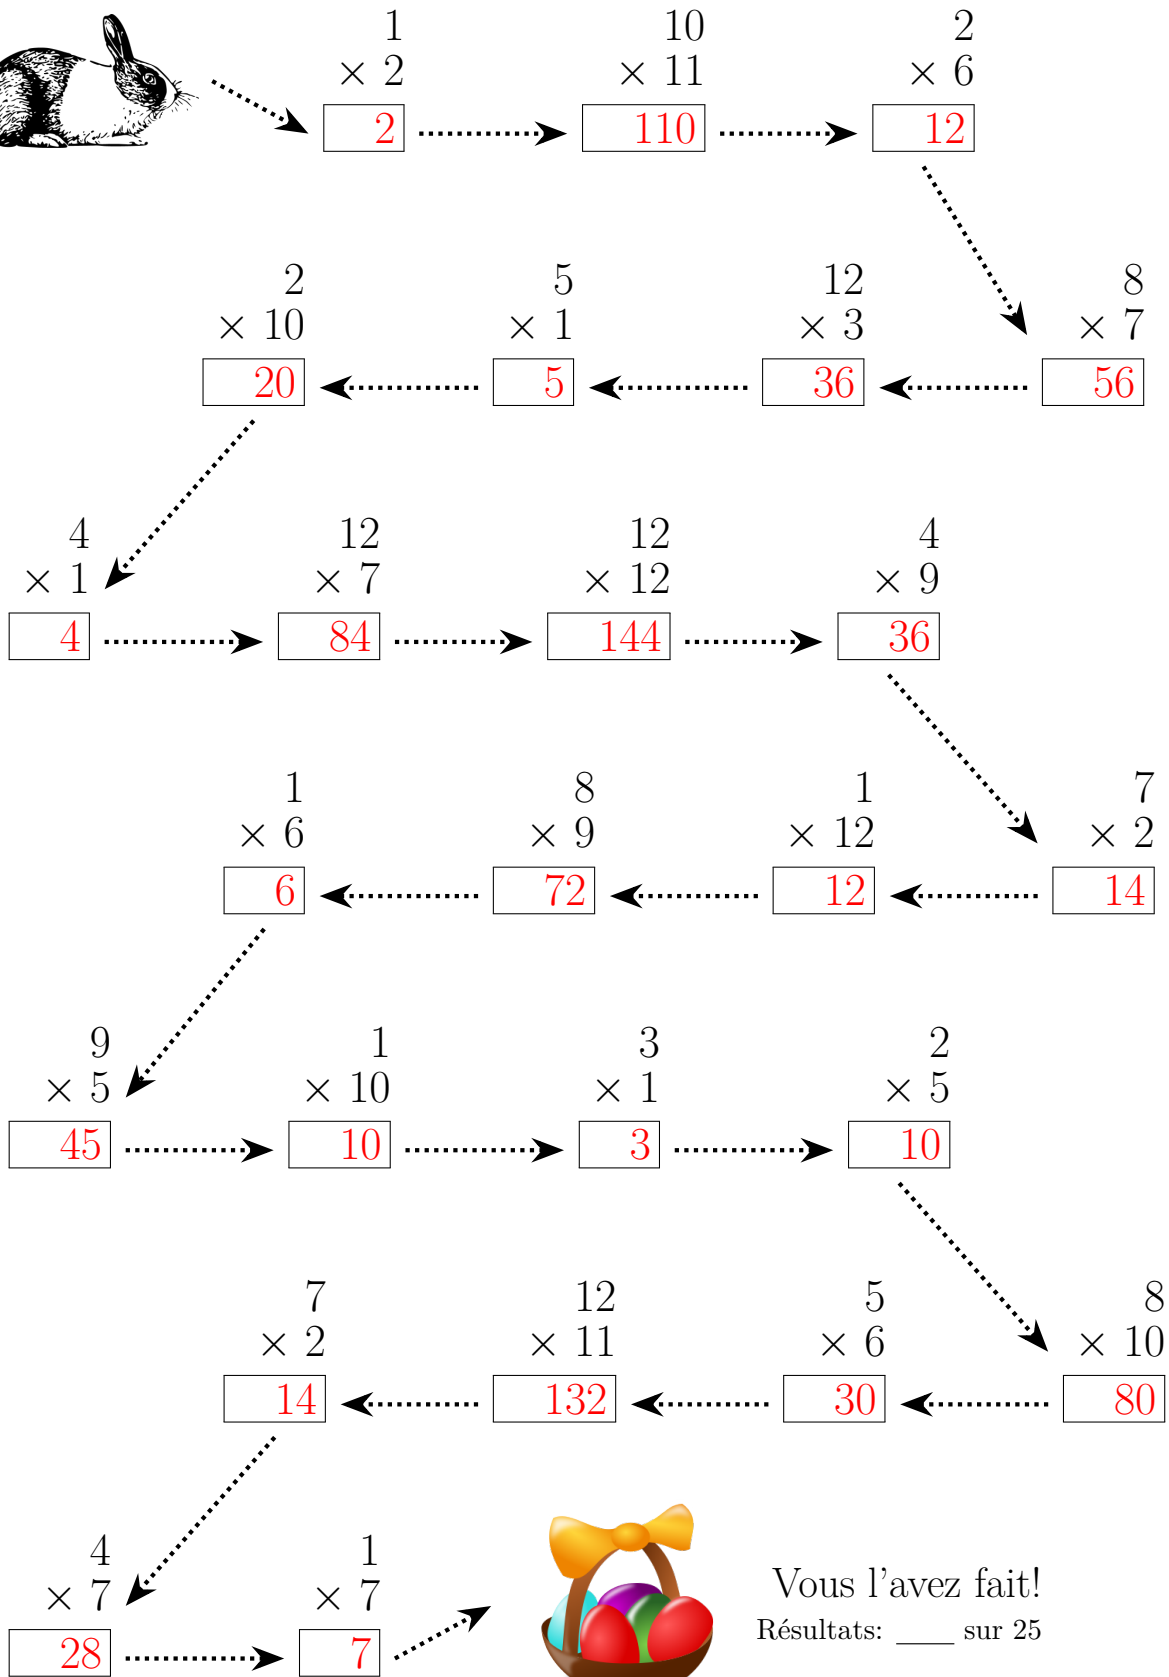 1 10 2
× 2 × 11 × 6
2 110 12
2 5 12 8
× 10 × 1 × 3 × 7
20 5 36 56
4 12 12 4
× 1 × 7 × 12 × 9
4 84 144 36
1 8 1 7
× 6 × 9 × 12 × 2
6 72 12 14
9 1 3 2
× 5 × 10 × 1 × 5
45 10 3 10
7 12 5 8
× 2 × 11 × 6 × 10
14 132 30 80
4 1
× 7 × 7
28 7
Vous l'avez fait!
Résultats: ____ sur 25